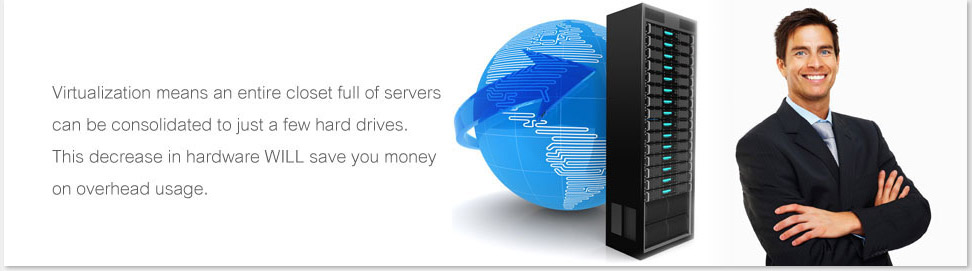 Virtualization means an entire closet full of servers
can be consolidated to just a few hard drives.
This decrease in hardware WILL save you money
on overhead usage.